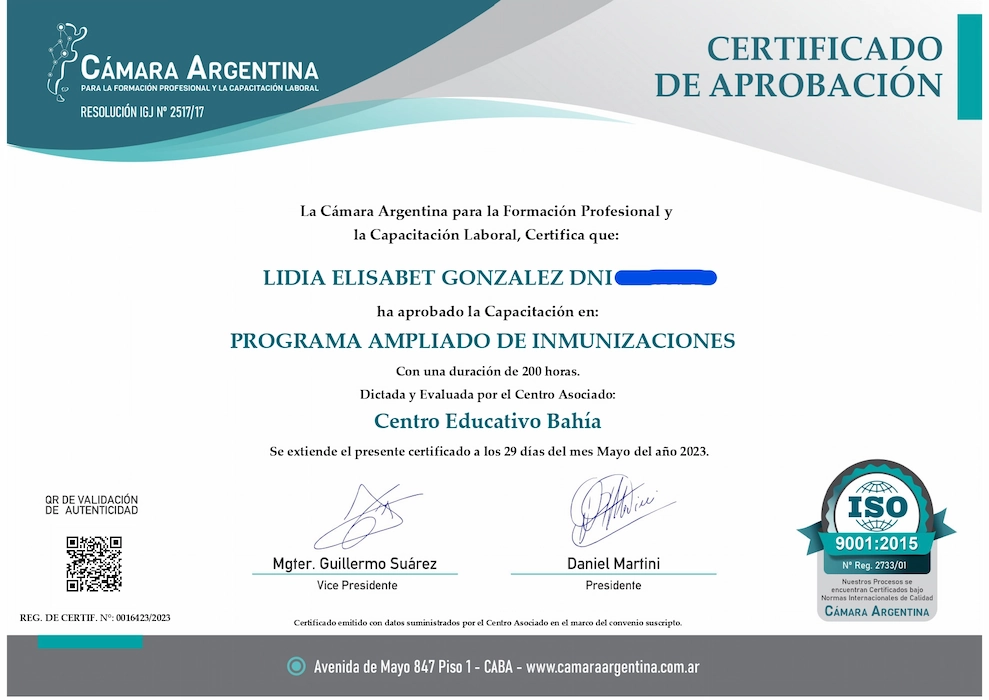 CÁMARA ARGENTINA
PARA LA FORMACIÓN PROFESIONAL Y LA CAPACITACIÓN LABORAL
RESOLUCIÓN IGJ Nº 2517/17
CERTIFICADO
DE APROBACIÓN
La Cámara Argentina para la Formación Profesional y
la Capacitación Laboral, Certifica que:
LIDIA ELISABET GONZALEZ DNI
ha aprobado la Capacitación en:
PROGRAMA AMPLIADO DE INMUNIZACIONES
Con una duración de 200 horas.
Dictada y Evaluada por el Centro Asociado:
Centro Educativo Bahía
Se extiende el presente certificado a los 29 días del mes Mayo del año 2023.
QR DE VALIDACIÓN
DE AUTENTICIDAD
REG. DE CERTIF. Nº: 0016423/2023
Mgter. Guillermo Suárez
Vice Presidente
Daniel Martini
Presidente
Certificado emitido con datos suministrados por el Centro Asociado en el marco del convenio suscripto.
ISO
9001:2015
Nº Reg. 2733/01
Nuestros Procesos se
encuentran Certificados bajo
Normas Internacionales de Calidad
CÁMARA ARGENTINA
Avenida de Mayo 847 Piso 1 - CABA - www.camaraargentina.com.ar